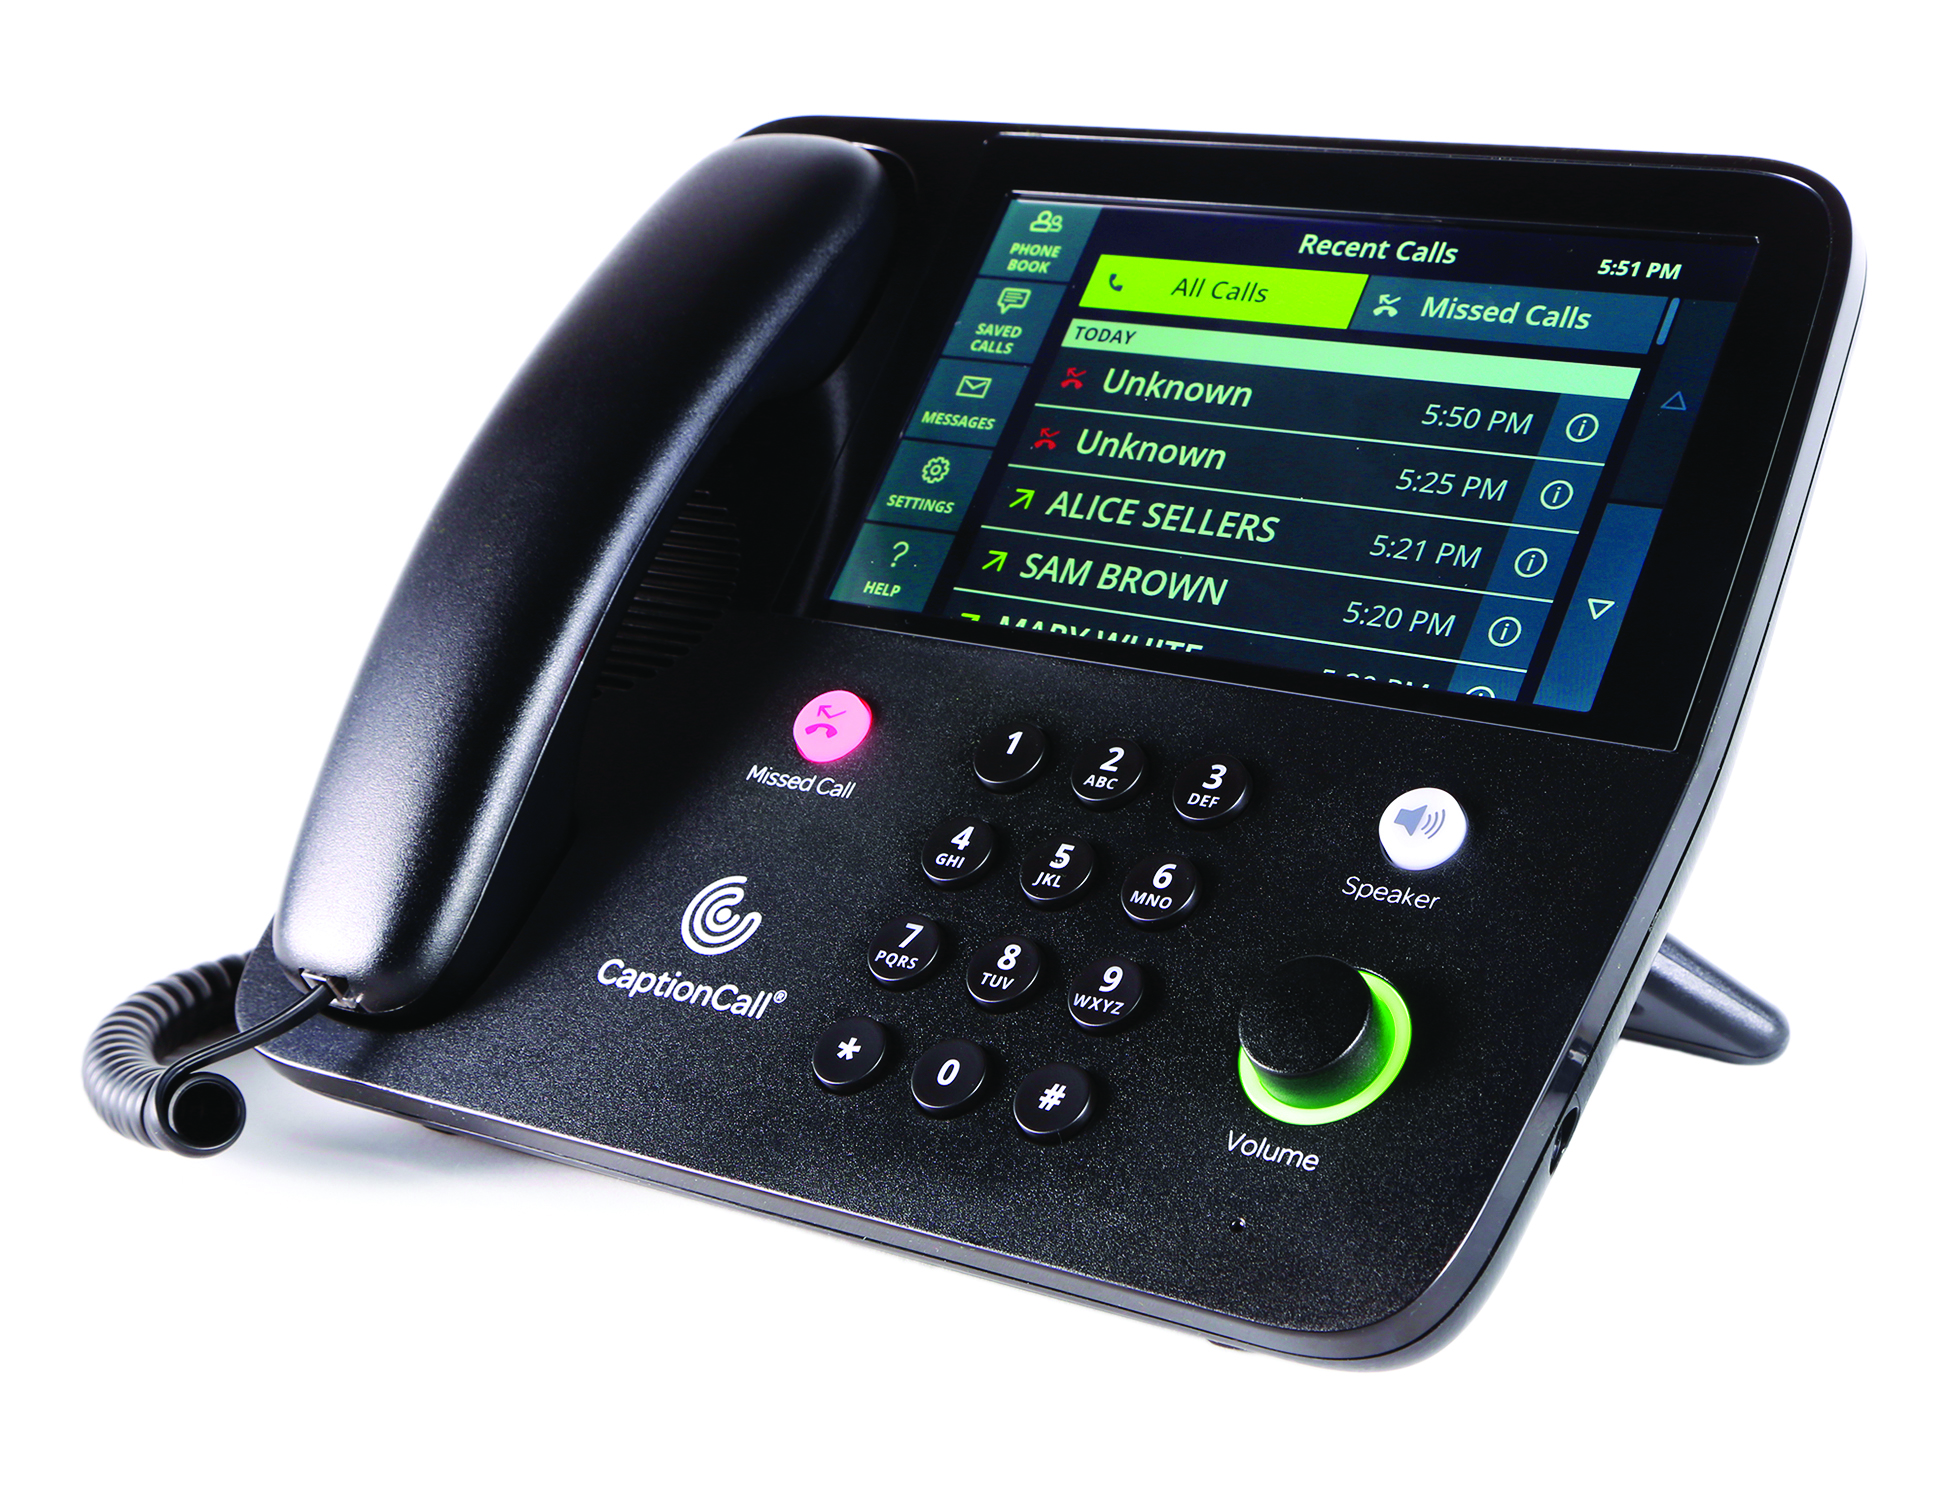 PHONE
BOOK
SAVED
CALLS
MESSAGES
SETTINGS
?
HELP
Recent Calls
5:51 PM
All Calls
Missed Calls
TODAY
Unknown 5:50 PM
Unknown 5:25 PM
ALICE SELLERS 5:21 PM
SAM BROWN 5:20 PM
MARY WHITE
Missed Call
1
2
ABC
3
DEF
4
GHI
5
JKL
6
MNO
7
PQRS
8
TUV
9
WXYZ
*
0
#
Speaker
CaptionCall®
Volume